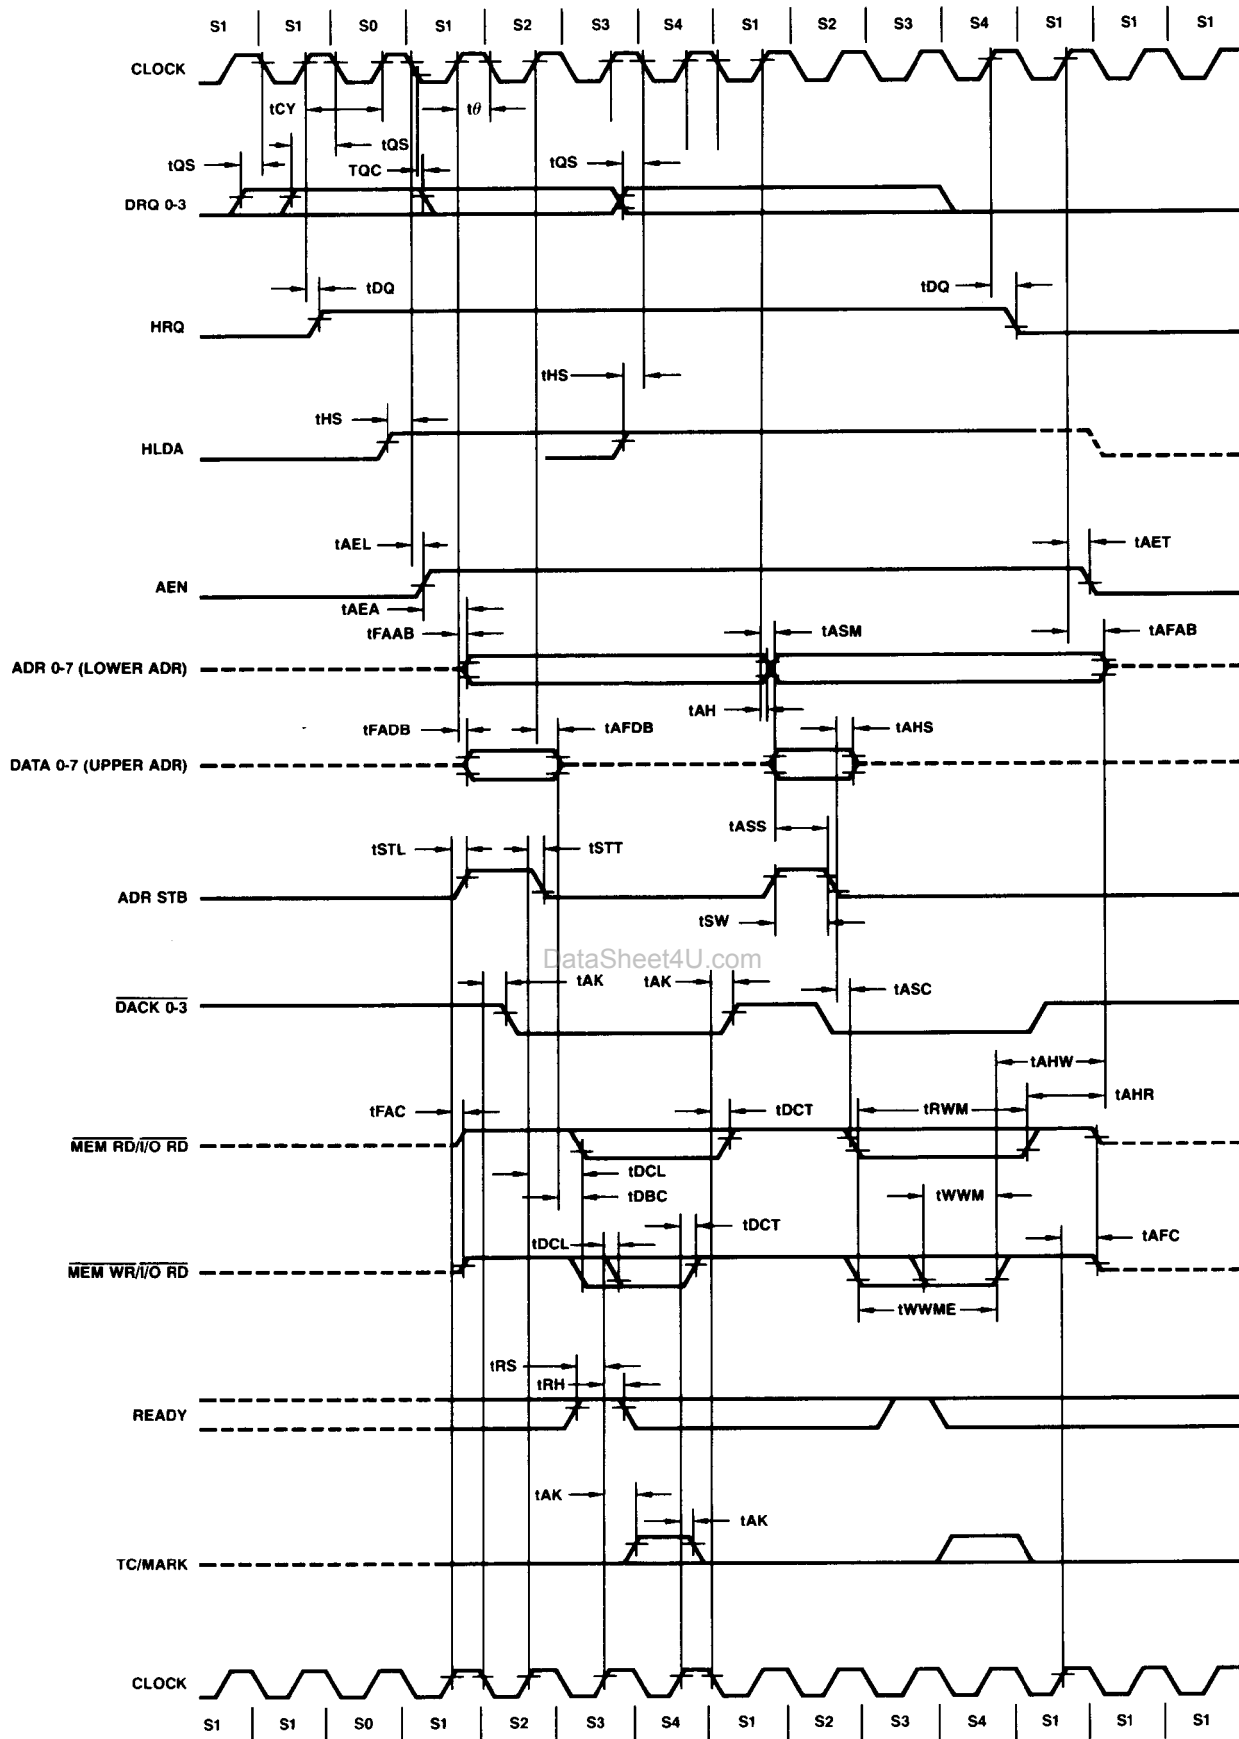 S1 S1 S0 S1 S2 S3 S4 S1 S2 S3 S4 S1 S1 S1
CLOCK
tCY tθ
tQS
tQS TQC tQS
DRQ 0-3
tDQ tDQ
HRQ
tHS
tHS
HLDA
tAEL tAET
AEN
tAEA
tFAAB tASM tAFAB
ADR 0-7 (LOWER ADR)
tAH
tFADB tAFDB tAHS
DATA 0-7 (UPPER ADR)
tASS
tSTL tSTT
ADR STB
tSW
DataSheet4U.com
tAK tAK tASC
DACK 0-3
tAHW
tAHR
tFAC tDCT tRWM
MEM RD/I/O RD
tDCL
tDBC tWWM
tDCT
tDCL tAFC
MEM WR/I/O RD
tWWME
tRS
tRH
READY
tAK
tAK
TC/MARK
CLOCK
S1 S1 S0 S1 S2 S3 S4 S1 S2 S3 S4 S1 S1 S1